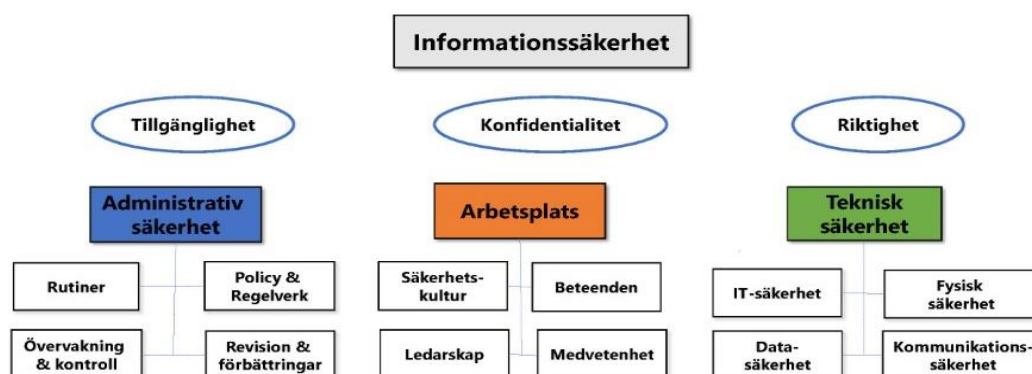 Informationssäkerhet
Tillgänglighet
Konfidentialitet
Riktighet
Administrativ
säkerhet
Arbetsplats
Teknisk
säkerhet
Rutiner
Policy &
Regelverk
Säkerhets-
kultur
Beteenden
IT-säkerhet
Fysisk
säkerhet
Övervakning
& kontroll
Revision &
förbättringar
Ledarskap
Medvetenhet
Data-
säkerhet
Kommunikations-
säkerhet